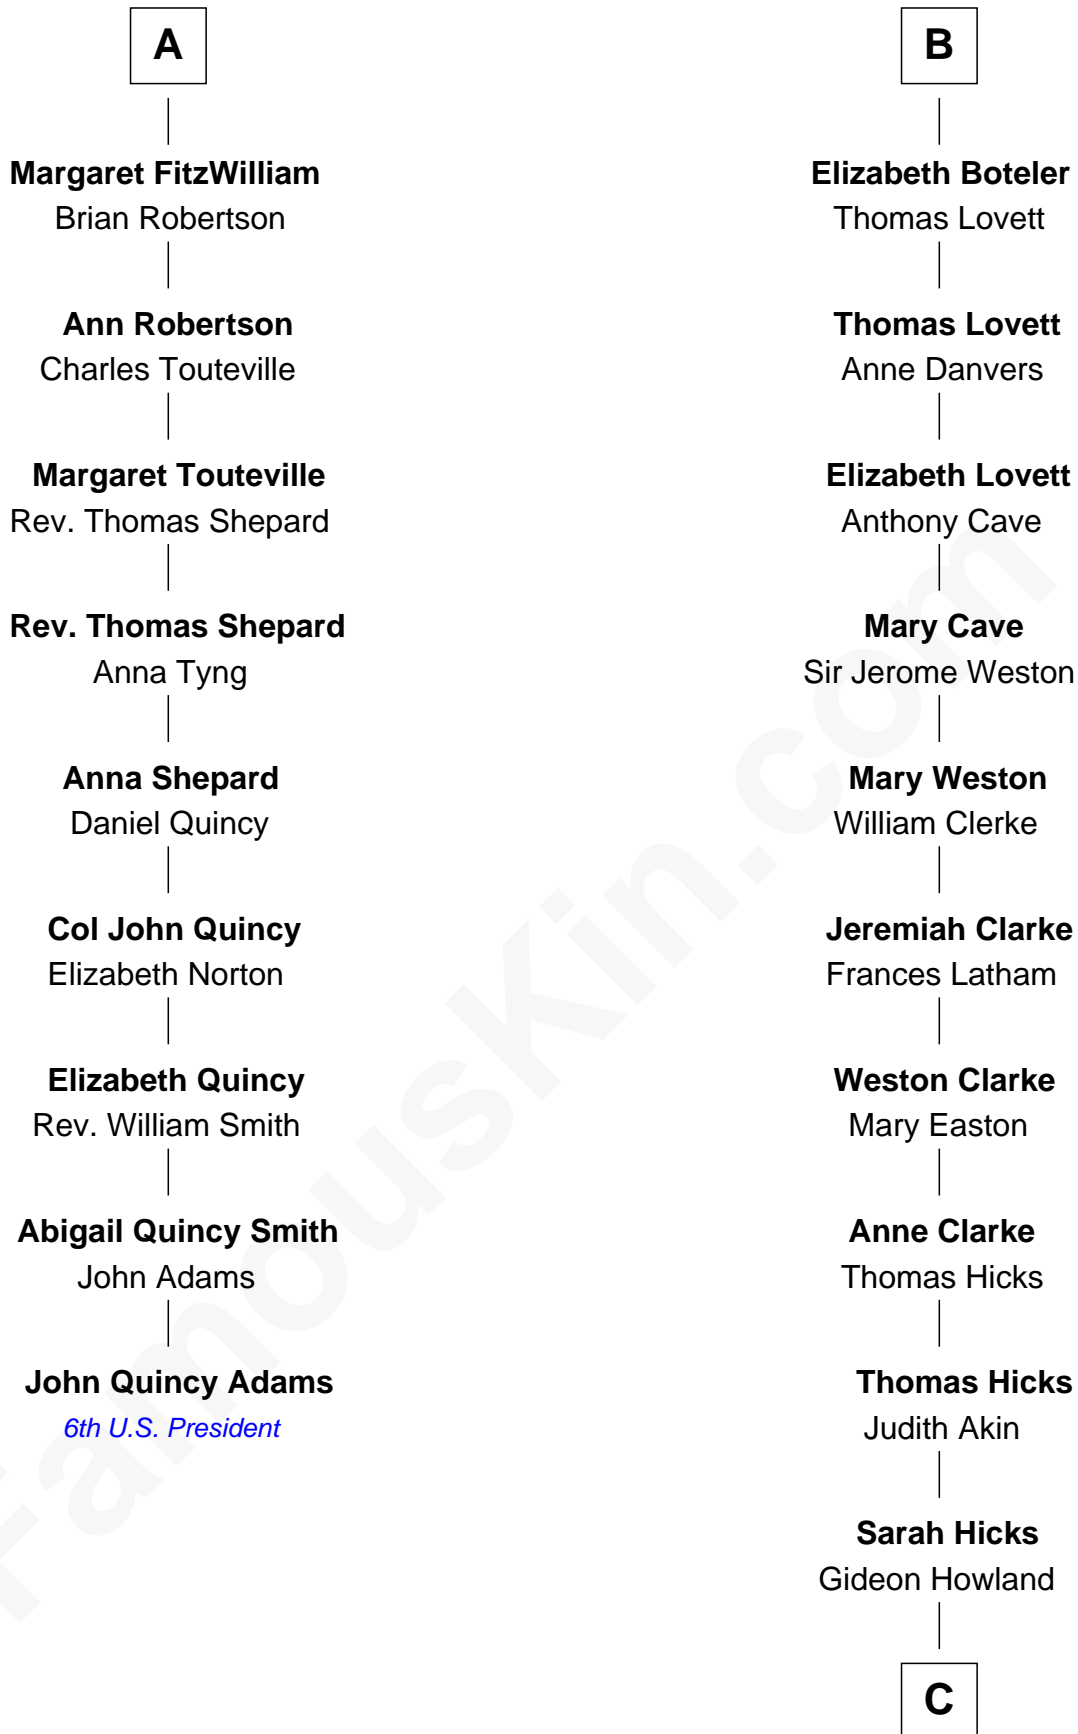 A
Margaret FitzWilliam
Brian Robertson
Ann Robertson
Charles Touteville
Margaret Touteville
Rev. Thomas Shepard
Rev. Thomas Shepard
Anna Tyng
Anna Shepard
Daniel Quincy
Col John Quincy
Elizabeth Norton
Elizabeth Quincy
Rev. William Smith
Abigail Quincy Smith
John Adams
John Quincy Adams
6th U.S. President
B
Elizabeth Boteler
Thomas Lovett
Thomas Lovett
Anne Danvers
Elizabeth Lovett
Anthony Cave
Mary Cave
Sir Jerome Weston
Mary Weston
William Clerke
Jeremiah Clarke
Frances Latham
Weston Clarke
Mary Easton
Anne Clarke
Thomas Hicks
Thomas Hicks
Judith Akin
Sarah Hicks
Gideon Howland
C
FamousKin.com